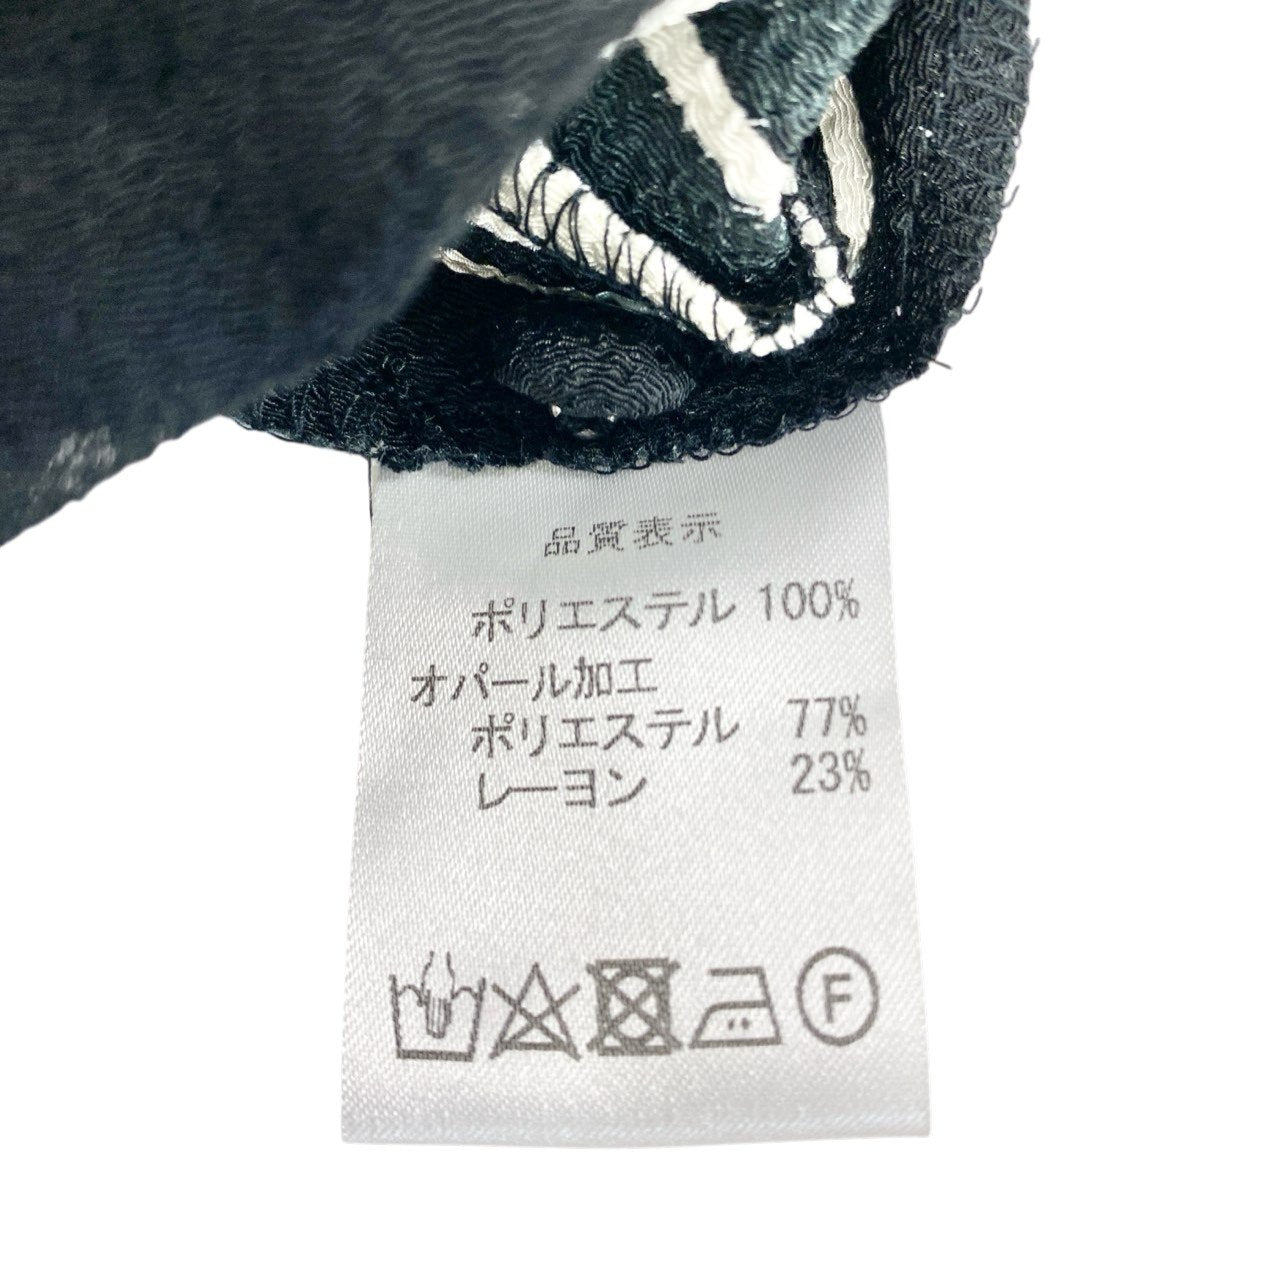 品質表示
ポリエステル 100%
オパール加工
ポリエステル 77%
レーヨン 23%
F